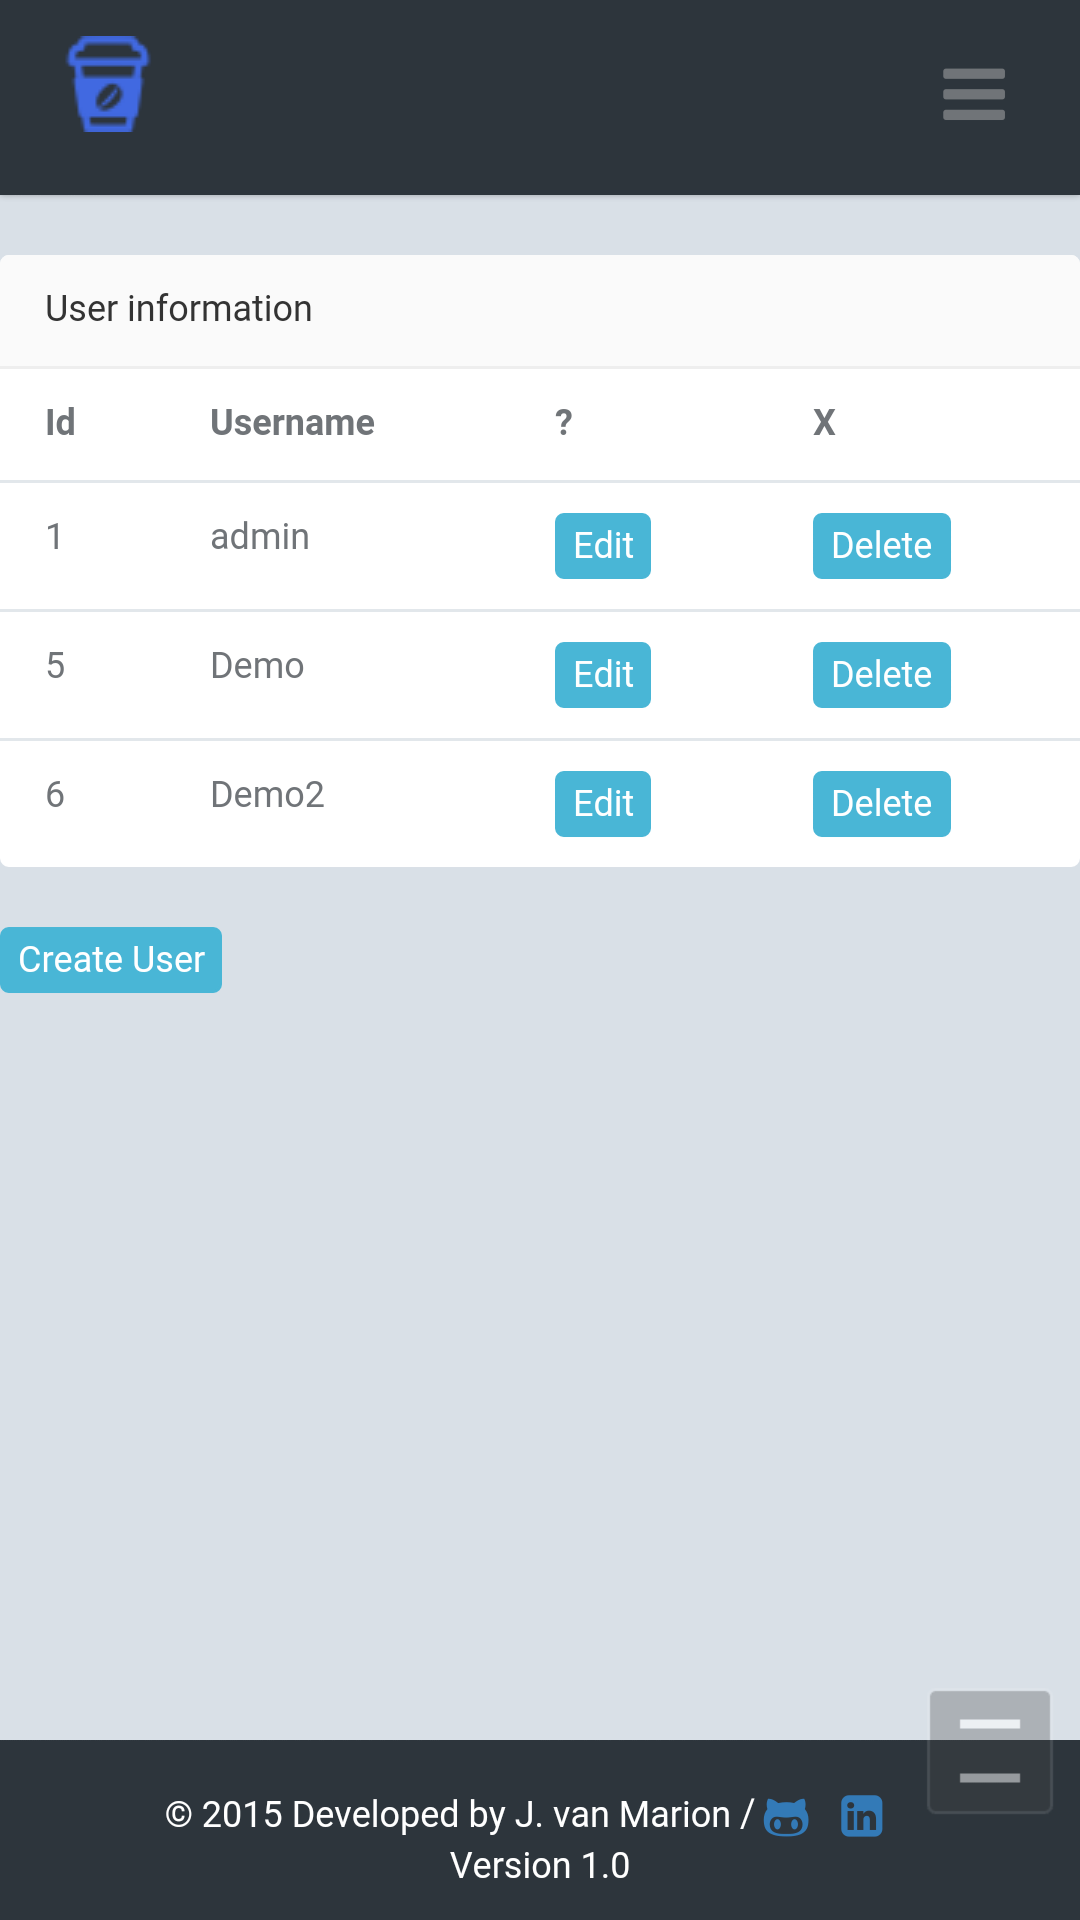 User information
Id Username ? X
1 admin Edit Delete
5 Demo Edit Delete
6 Demo2 Edit Delete
Create User
© 2015 Developed by J. van Marion /
Version 1.0